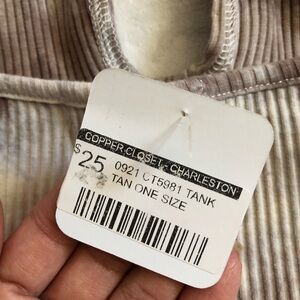 COPPER CLOSET - CHARLESTON
$25 0921 CT5981 TANK
TAN ONE SIZE